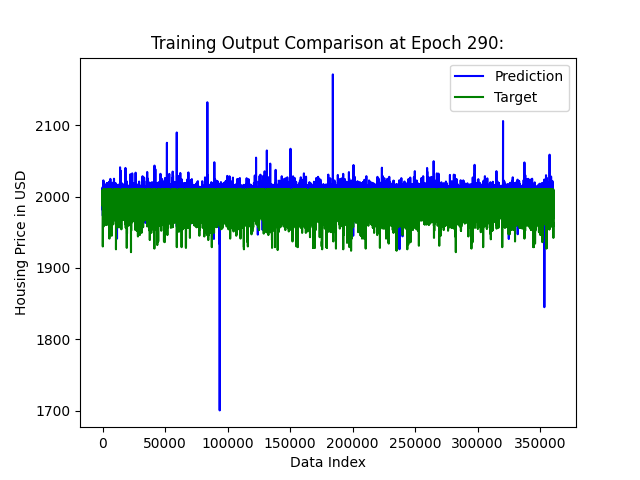 Training Output Comparison at Epoch 290:
Prediction
Target
Housing Price in USD
2100
2000
1900
1800
1700
0 50000 100000 150000 200000 250000 300000 350000
Data Index